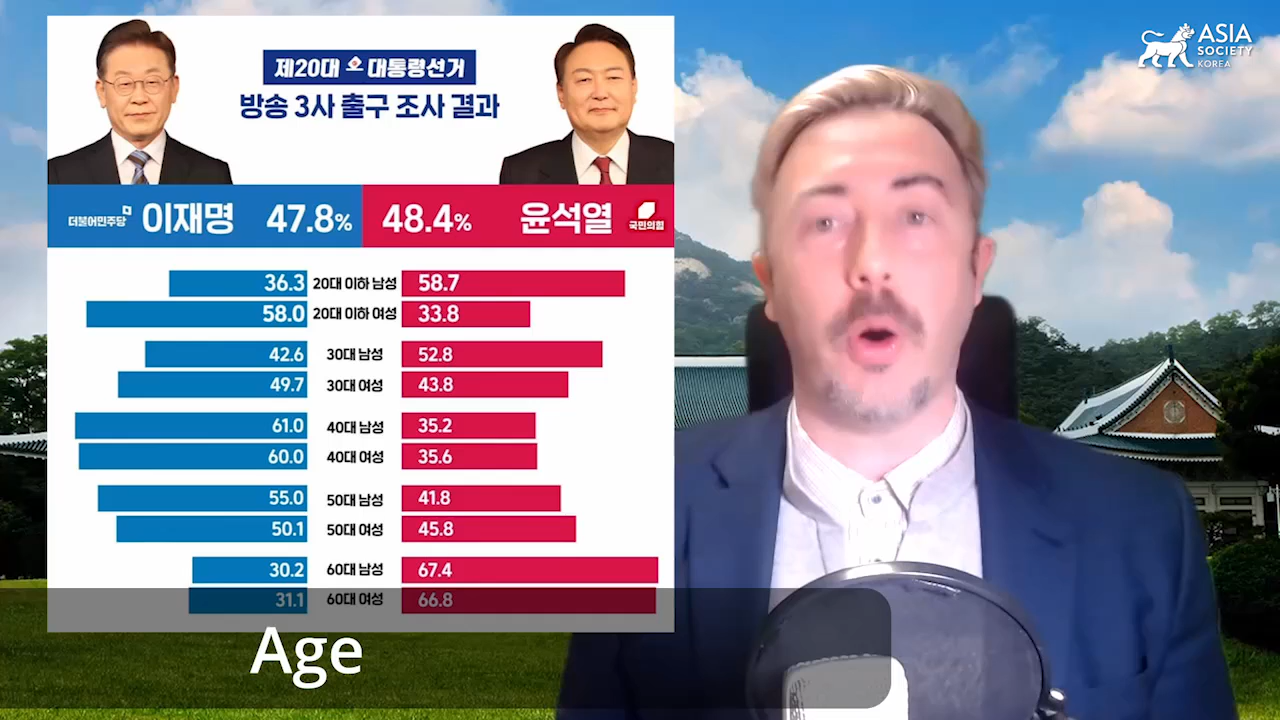 ASIA
SOCIETY
KOREA
제20대 대통령선거
방송 3사 출구 조사 결과
더불어민주당 이재명 47.8% 48.4% 윤석열 국민의힘
36.3 20대 이하 남성 58.7
58.0 20대 이하 여성 33.8
42.6 30대 남성 52.8
49.7 30대 여성 43.8
61.0 40대 남성 35.2
60.0 40대 여성 35.6
55.0 50대 남성 41.8
50.1 50대 여성 45.8
30.2 60대 남성 67.4
31.1 60대 여성 66.8
Age